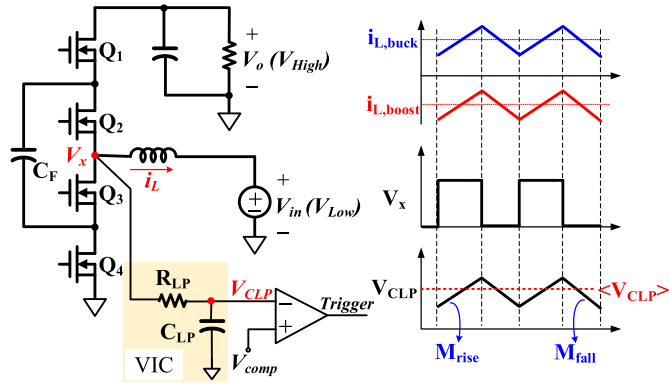 Q1
Vo (VHigh)
+
−
Q2
CF
Vx
iL
Q3
+
Vin (VLow)
−
Q4
RLP
VCLP
CLP
VIC
Vcomp
−
+
Trigger
iL,buck
iL,boost
Vx
VCLP
<VCLP>
Mrise
Mfall